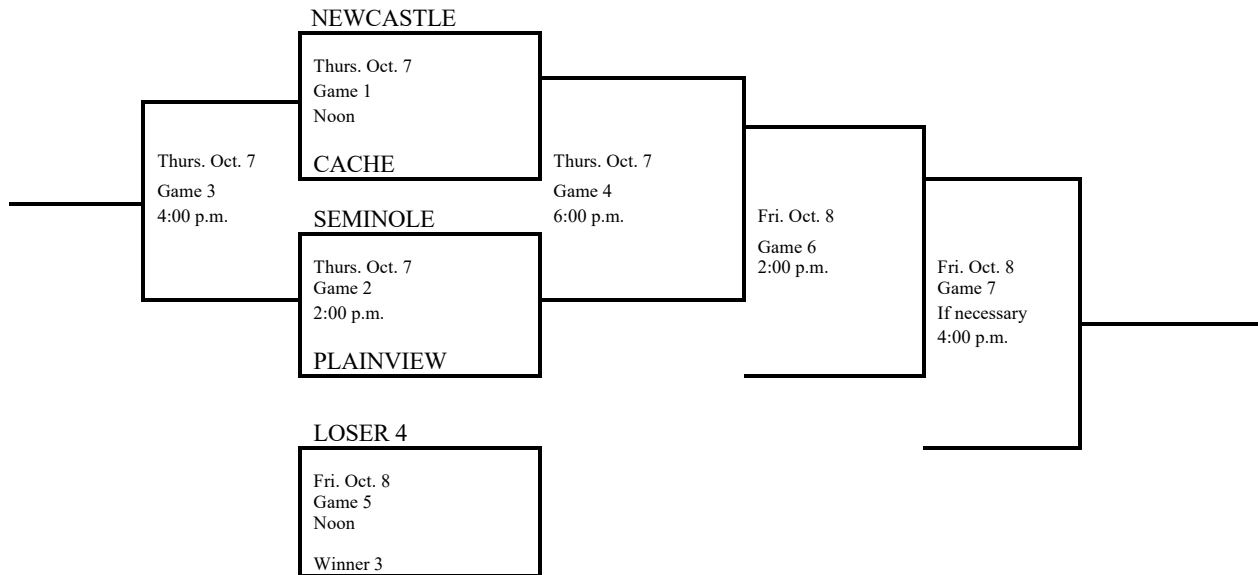 NEWCASTLE
Thurs. Oct. 7
Game 1
Noon
CACHE
Thurs. Oct. 7
Game 3
4:00 p.m.
SEMINOLE
Thurs. Oct. 7
Game 2
2:00 p.m.
PLAINVIEW
Thurs. Oct. 7
Game 4
6:00 p.m.
Fri. Oct. 8
Game 6
2:00 p.m.
Fri. Oct. 8
Game 7
If necessary
4:00 p.m.
LOSER 4
Fri. Oct. 8
Game 5
Noon
Winner 3